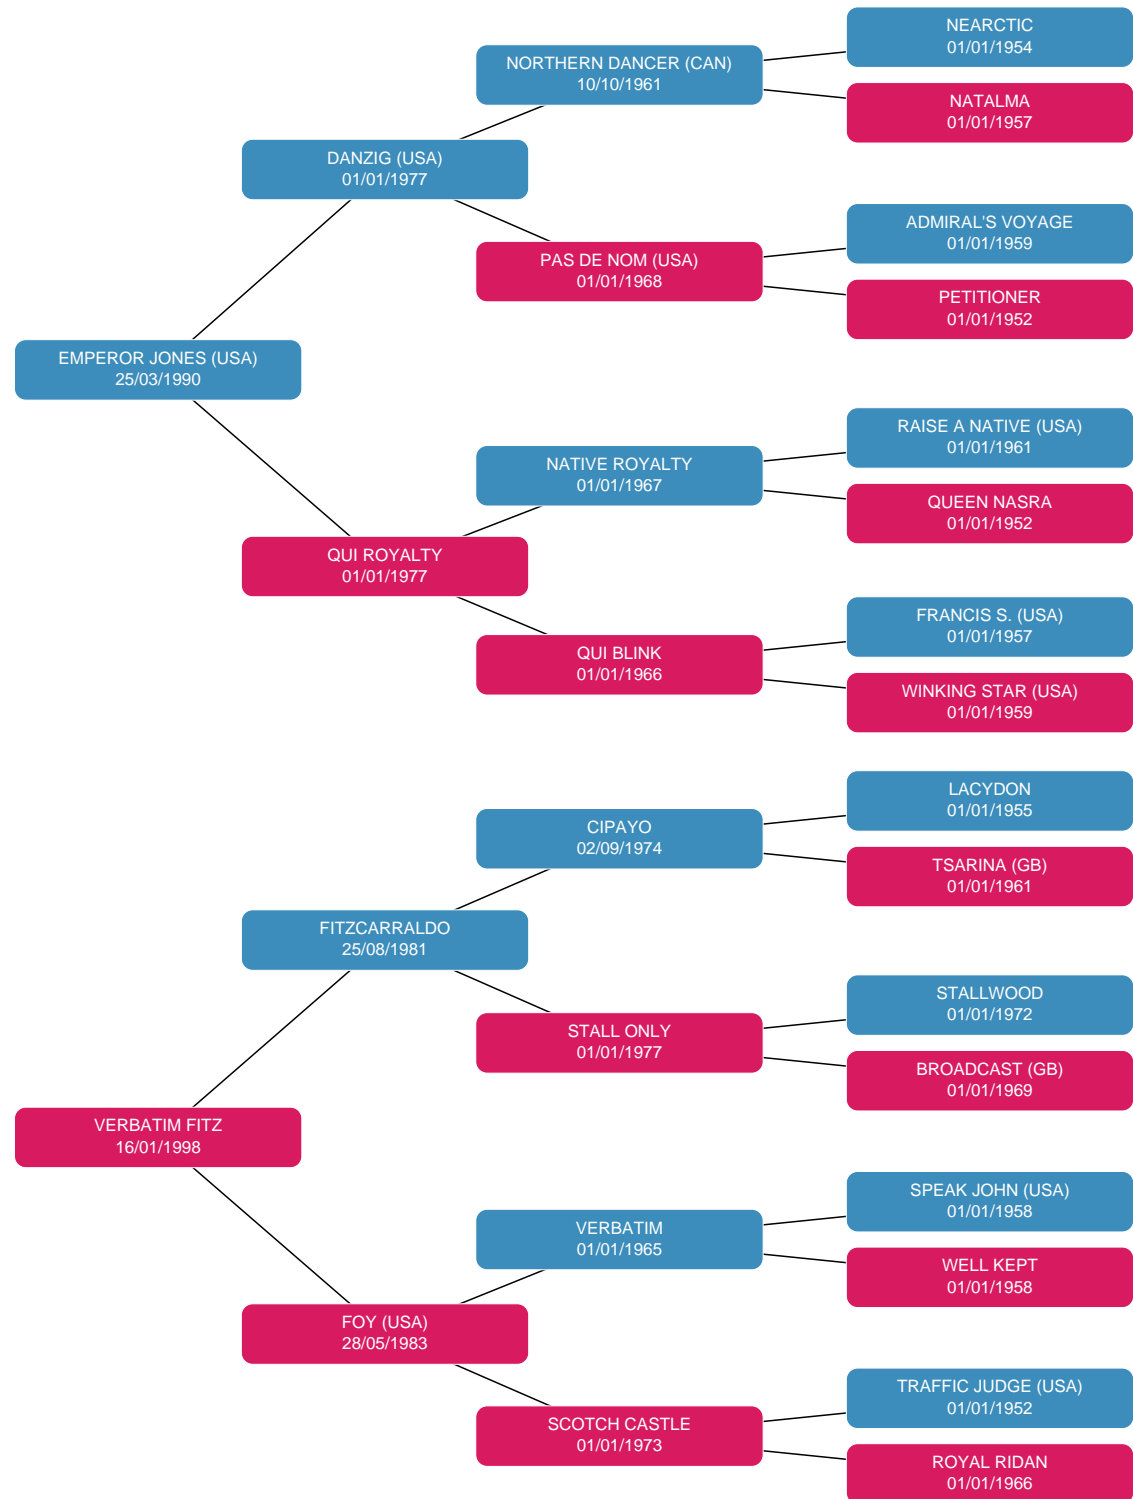 NEARCTIC
01/01/1954
NORTHERN DANCER (CAN)
10/10/1961
NATALMA
01/01/1957
DANZIG (USA)
01/01/1977
ADMIRAL'S VOYAGE
01/01/1959
PAS DE NOM (USA)
01/01/1968
PETITIONER
01/01/1952
EMPEROR JONES (USA)
25/03/1990
RAISE A NATIVE (USA)
01/01/1961
NATIVE ROYALTY
01/01/1967
QUEEN NASRA
01/01/1952
QUI ROYALTY
01/01/1977
FRANCIS S. (USA)
01/01/1957
QUI BLINK
01/01/1966
WINKING STAR (USA)
01/01/1959
LACYDON
01/01/1955
CIPAYO
02/09/1974
TSARINA (GB)
01/01/1961
FITZCARRALDO
25/08/1981
STALLWOOD
01/01/1972
STALL ONLY
01/01/1977
BROADCAST (GB)
01/01/1969
VERBATIM FITZ
16/01/1998
SPEAK JOHN (USA)
01/01/1958
VERBATIM
01/01/1965
WELL KEPT
01/01/1958
FOY (USA)
28/05/1983
TRAFFIC JUDGE (USA)
01/01/1952
SCOTCH CASTLE
01/01/1973
ROYAL RIDAN
01/01/1966